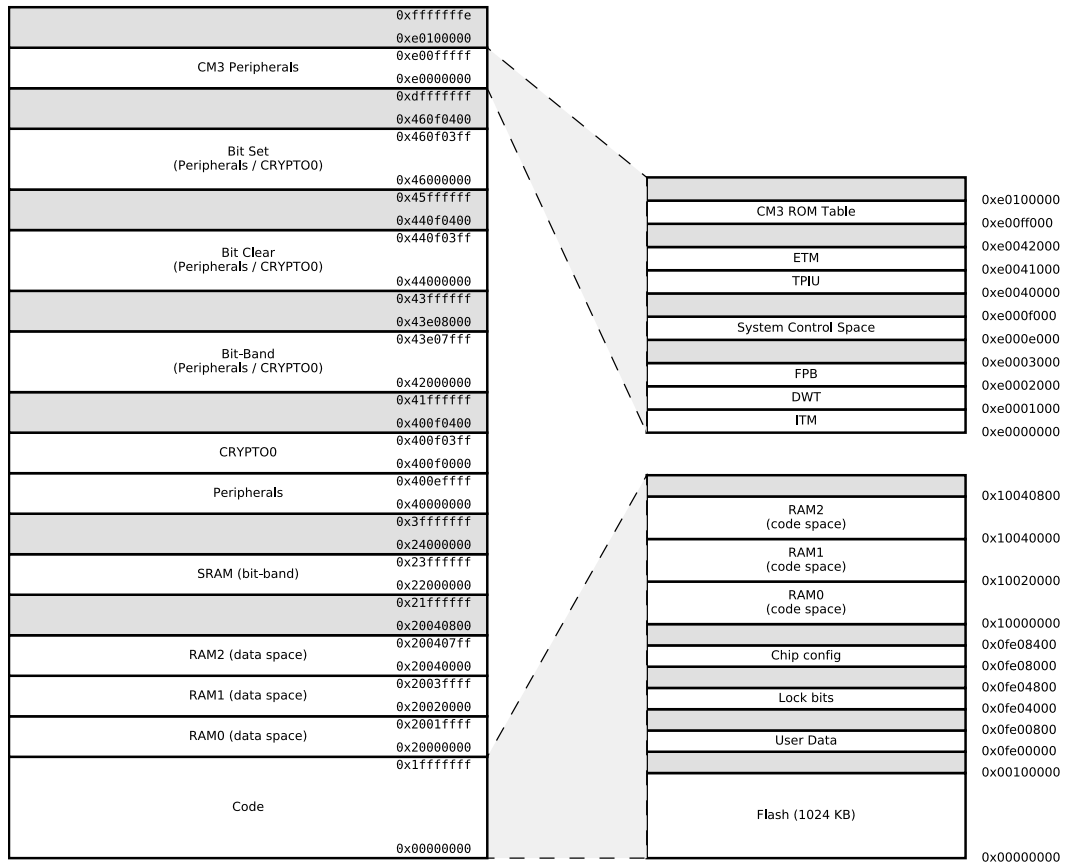 0xfffffffe
0xe0100000
0xe00fffff
CM3 Peripherals
0xe0000000
0xdfffffff
0x460f0400
0x460f03ff
Bit Set
(Peripherals / CRYPTO0)
0x46000000
0x45ffffff
0x440f0400
0x440f03ff
Bit Clear
(Peripherals / CRYPTO0)
0x44000000
0x43ffffff
0x43e08000
0x43e07fff
Bit-Band
(Peripherals / CRYPTO0)
0x42000000
0x41ffffff
0x400f0400
0x400f03ff
CRYPTO0
0x400f0000
0x400effff
Peripherals
0x40000000
0x3fffffff
0x24000000
0x23ffffff
SRAM (bit-band)
0x22000000
0x21ffffff
0x20040800
0x200407ff
RAM2 (data space)
0x20040000
0x2003ffff
RAM1 (data space)
0x20020000
0x2001ffff
RAM0 (data space)
0x20000000
0x1fffffff
Code
0x00000000
0xe0100000
CM3 ROM Table
0xe00ff000
0xe0042000
ETM
0xe0041000
TPIU
0xe0040000
0xe000f000
System Control Space
0xe000e000
0xe0003000
FPB
0xe0002000
DWT
0xe0001000
ITM
0xe0000000
0x10040800
RAM2
(code space)
0x10040000
RAM1
(code space)
0x10020000
RAM0
(code space)
0x10000000
0x0fe08400
Chip config
0x0fe08000
0x0fe04800
Lock bits
0x0fe04000
0x0fe00800
User Data
0x0fe00000
0x00100000
Flash (1024 KB)
0x00000000